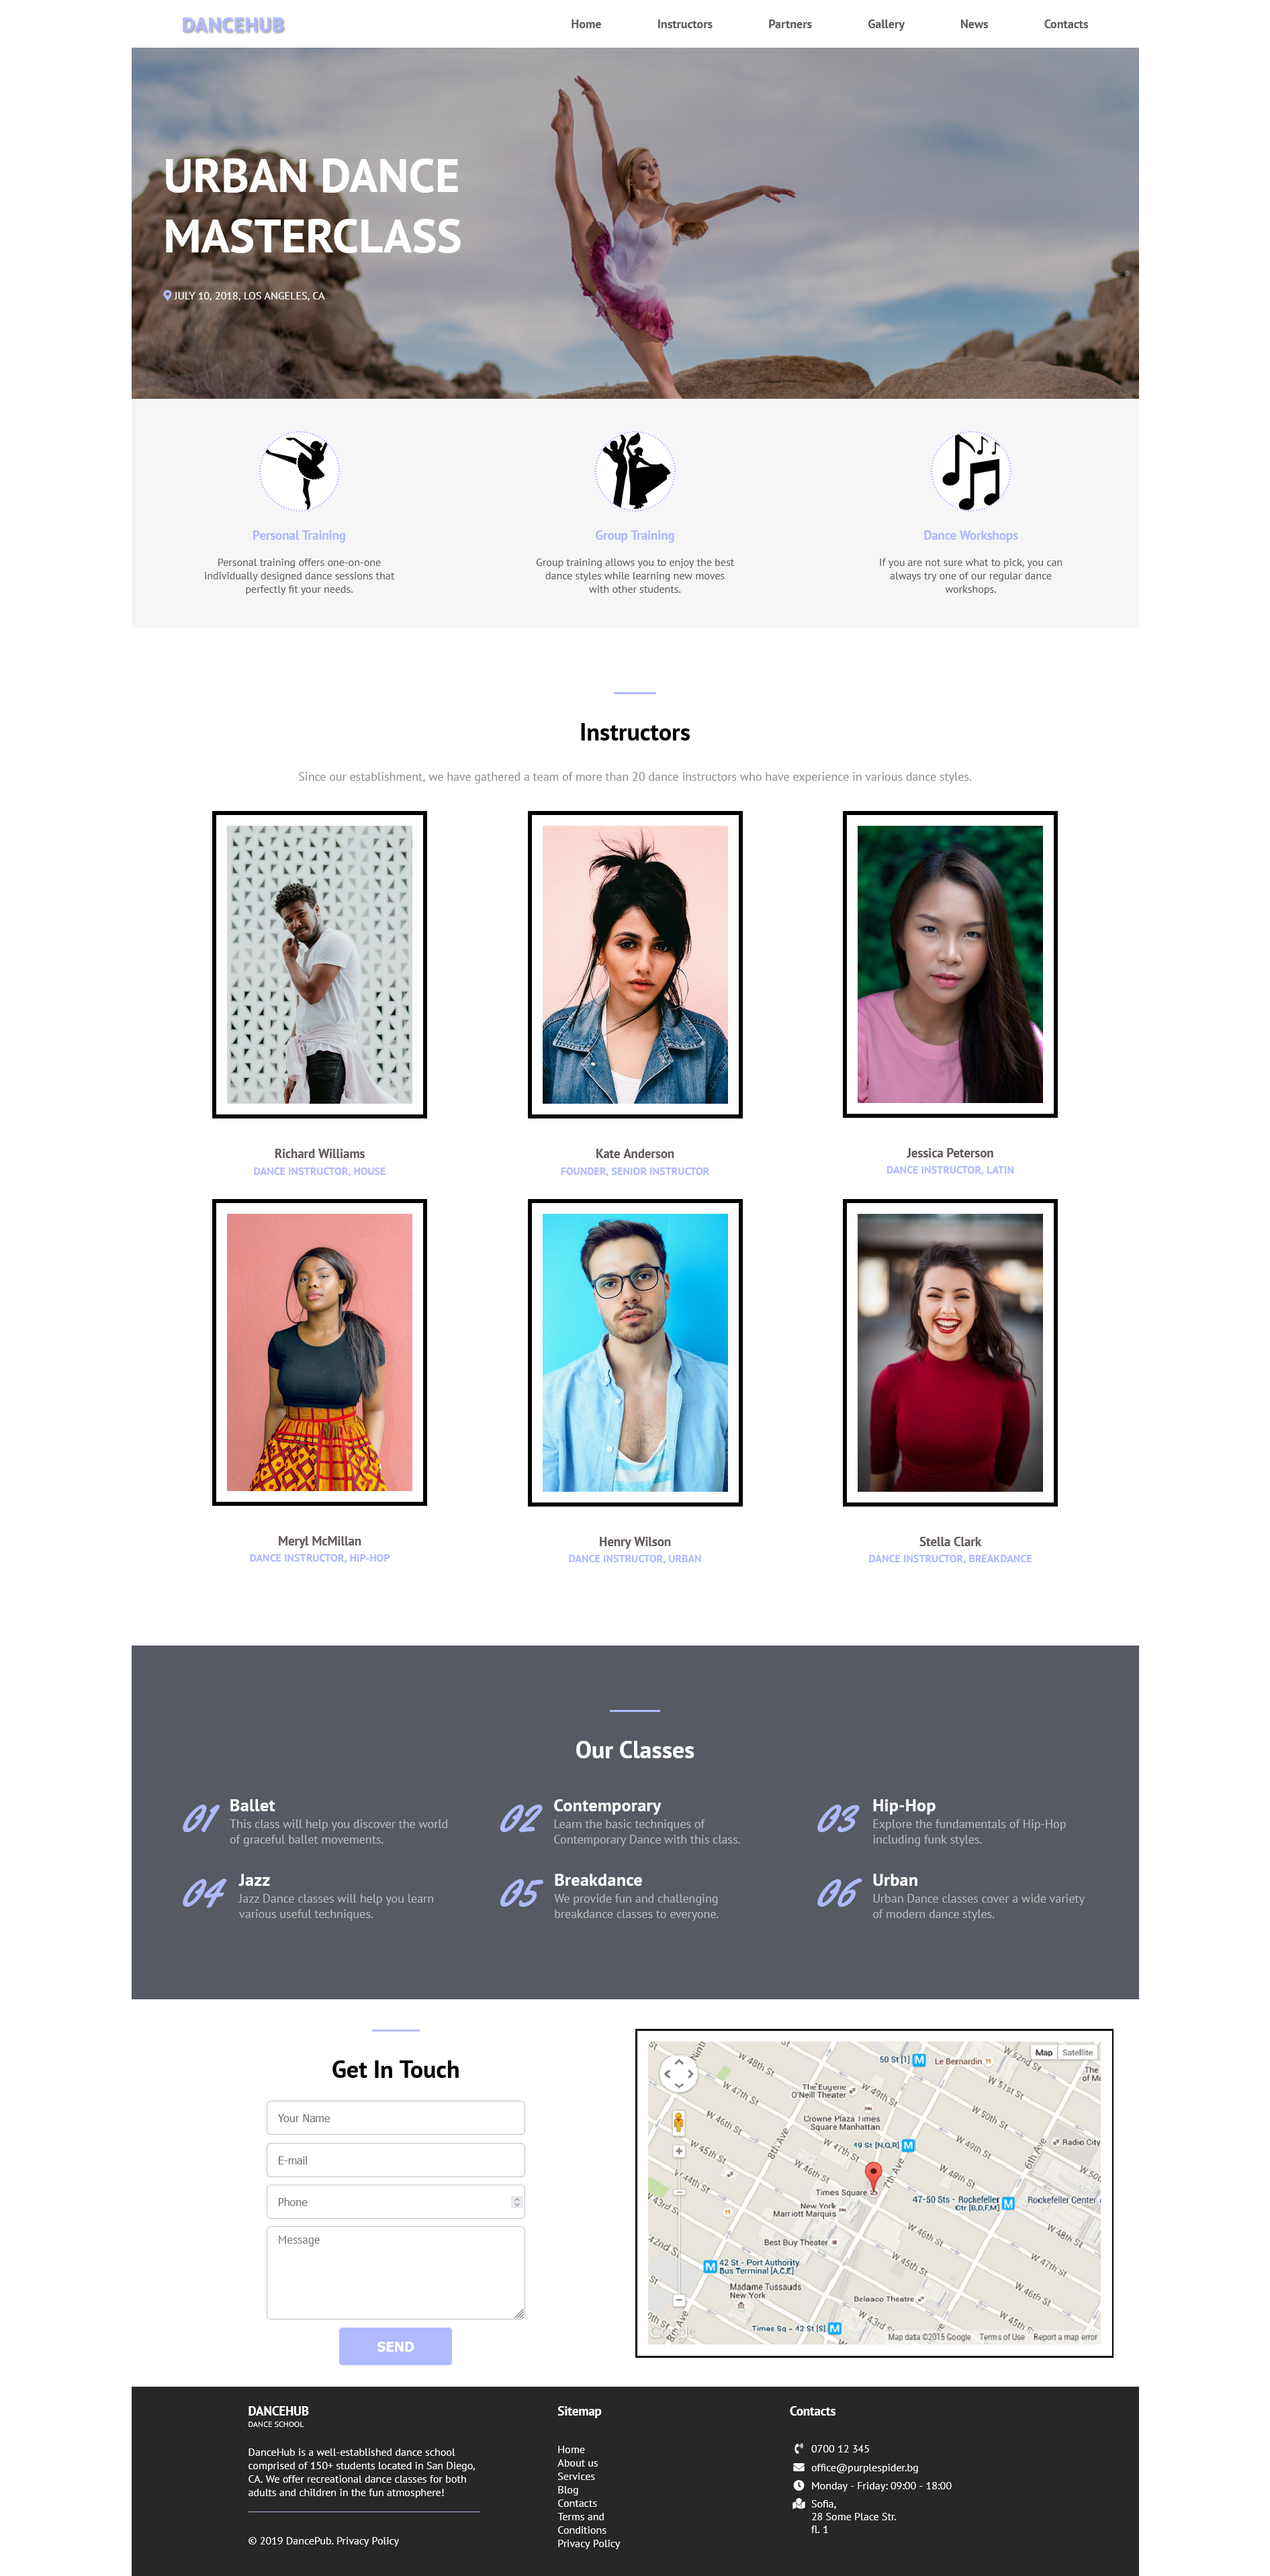 DANCEHUB
Home Instructors Partners Gallery News Contacts
URBAN DANCE
MASTERCLASS
JULY 10, 2018, LOS ANGELES, CA
Personal Training
Personal training offers one-on-one
individually designed dance sessions that
perfectly fit your needs.
Group Training
Group training allows you to enjoy the best
dance styles while learning new moves
with other students.
Dance Workshops
If you are not sure what to pick, you can
always try one of our regular dance
workshops.
Instructors
Since our establishment, we have gathered a team of more than 20 dance instructors who have experience in various dance styles.
Richard Williams
DANCE INSTRUCTOR, HOUSE
Kate Anderson
FOUNDER, SENIOR INSTRUCTOR
Jessica Peterson
DANCE INSTRUCTOR, LATIN
Meryl McMillan
DANCE INSTRUCTOR, HIP-HOP
Henry Wilson
DANCE INSTRUCTOR, URBAN
Stella Clark
DANCE INSTRUCTOR, BREAKDANCE
Our Classes
01 Ballet
This class will help you discover the world
of graceful ballet movements.
02 Contemporary
Learn the basic techniques of
Contemporary Dance with this class.
03 Hip-Hop
Explore the fundamentals of Hip-Hop
including funk styles.
04 Jazz
Jazz Dance classes will help you learn
various useful techniques.
05 Breakdance
We provide fun and challenging
breakdance classes to everyone.
06 Urban
Urban Dance classes cover a wide variety
of modern dance styles.
Get In Touch
Your Name
E-mail
Phone
Message
SEND
Map Satellite
50 St [1] M
Le Bernardin
W 48th St
W 47th St
W 46th St
W 45th St
8th Ave
The Eugene
O'Neill Theater
W 49th St
W 50th St
W 51st St
W 52nd St
Crowne Plaza Times
Square Manhattan
49 St [N,Q,R] M
W 47th St
W 46th St
7th Ave
6th Ave
Radio City
Times Square
New York
Marriott Marquis
47-50 Sts - Rockefeller
Ctr [B,D,F,M] M
Rockefeller Center
W 48th St
W 47th St
W 46th St
W 45th St
Best Buy Theater
M 42 St - Port Authority
Bus Terminal [A,C,E]
Madame Tussauds
New York
Belasco Theatre
Times Sq - 42 St [S] M
W 43rd St
Google
Map data ©2015 Google Terms of Use Report a map error
DANCEHUB
DANCE SCHOOL
DanceHub is a well-established dance school
comprised of 150+ students located in San Diego,
CA. We offer recreational dance classes for both
adults and children in the fun atmosphere!
© 2019 DancePub. Privacy Policy
Sitemap
Home
About us
Services
Blog
Contacts
Terms and
Conditions
Privacy Policy
Contacts
0700 12 345
office@purplespider.bg
Monday - Friday: 09:00 - 18:00
Sofia,
28 Some Place Str.
fl. 1